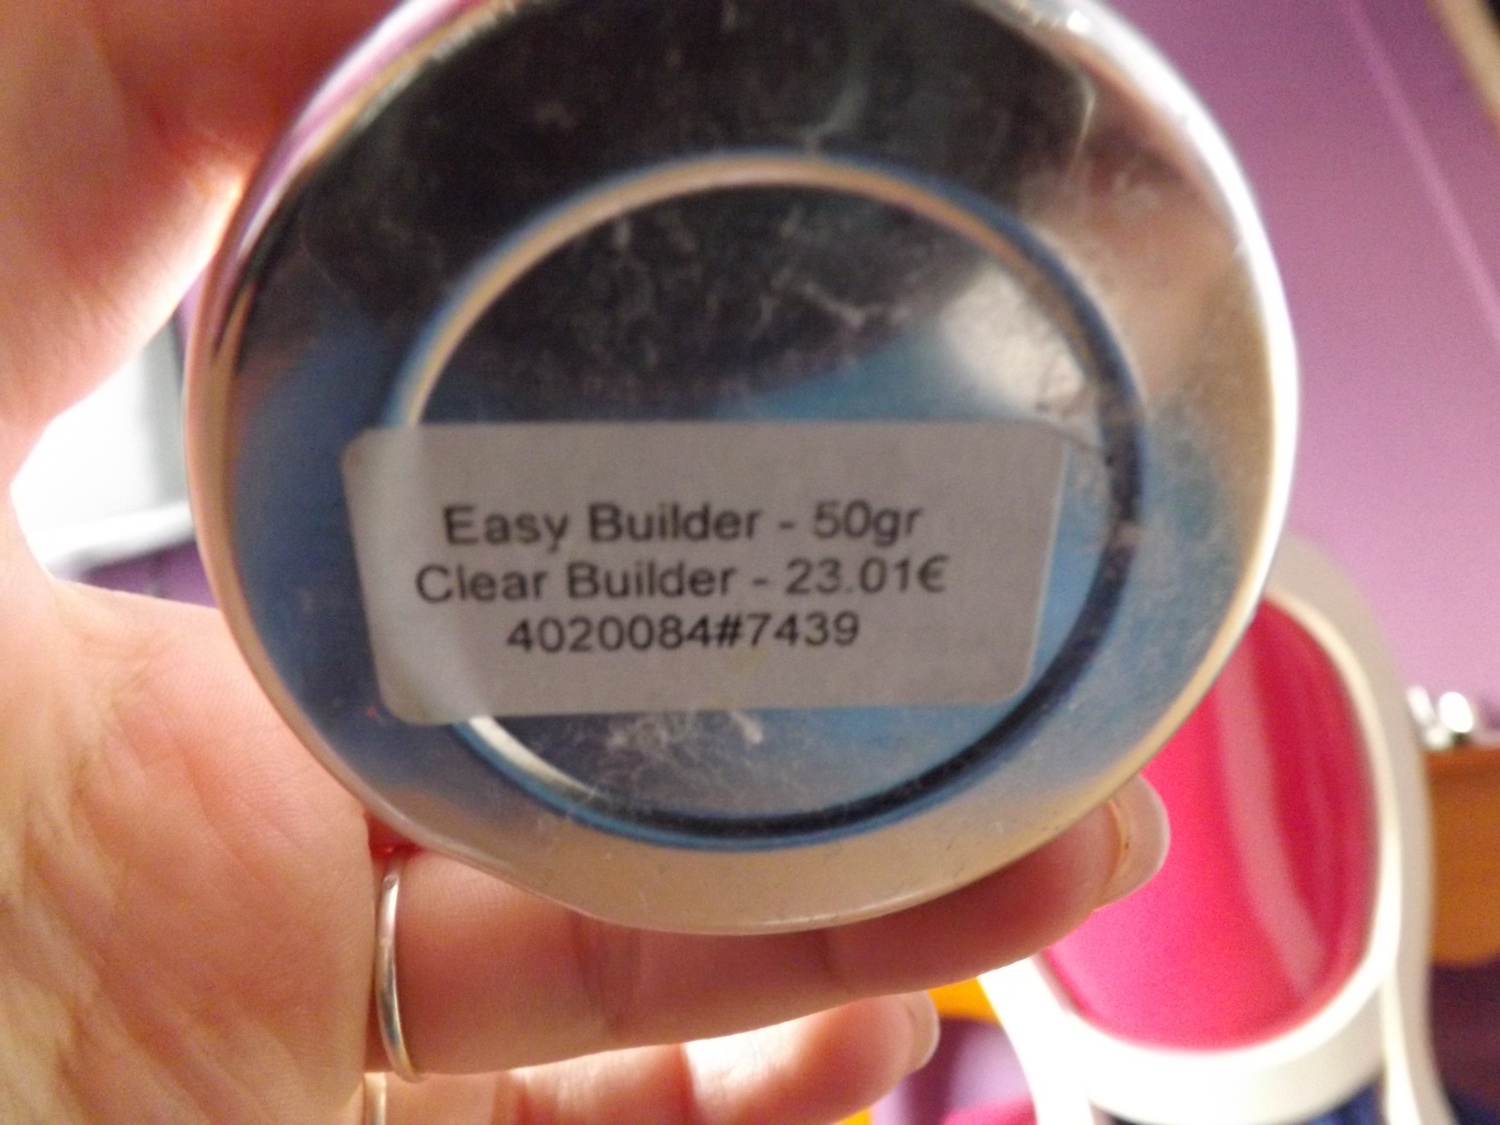 Easy Builder - 50gr
Clear Builder - 23.01€
4020084#7439